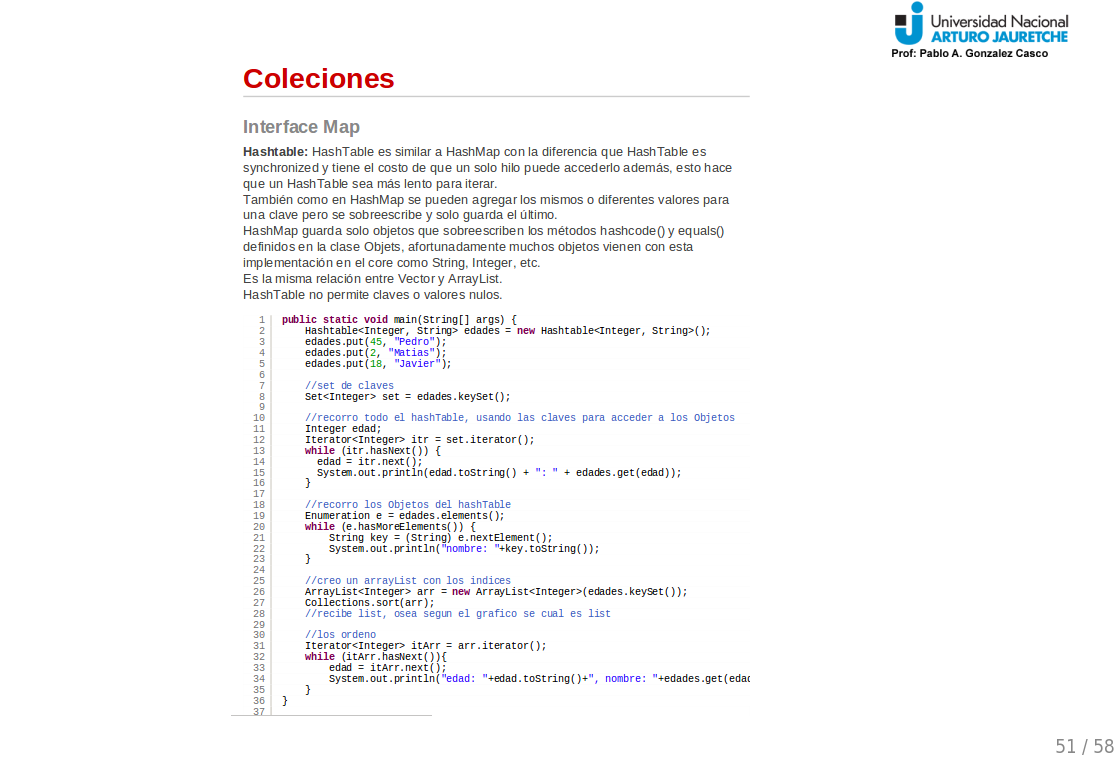 Universidad Nacional
ARTURO JAURETCHE
Prof: Pablo A. Gonzalez Casco
Coleciones
Interface Map
Hashtable: HashTable es similar a HashMap con la diferencia que HashTable es
synchronized y tiene el costo de que un solo hilo puede accederlo además, esto hace
que un HashTable sea más lento para iterar.
También como en HashMap se pueden agregar los mismos o diferentes valores para
una clave pero se sobreescribe y solo guarda el último.
HashMap guarda solo objetos que sobreescriben los métodos hashcode() y equals()
definidos en la clase Objets, afortunadamente muchos objetos vienen con esta
implementación en el core como String, Integer, etc.
Es la misma relación entre Vector y ArrayList.
HashTable no permite claves o valores nulos.
1 public static void main(String[] args) {
2     Hashtable<Integer, String> edades = new Hashtable<Integer, String>();
3     edades.put(45, "Pedro");
4     edades.put(2, "Matias");
5     edades.put(18, "Javier");
6
7     //set de claves
8     Set<Integer> set = edades.keySet();
9
10     //recorro todo el hashTable, usando las claves para acceder a los Objetos
11     Integer edad;
12     Iterator<Integer> itr = set.iterator();
13     while (itr.hasNext()) {
14       edad = itr.next();
15       System.out.println(edad.toString() + ": " + edades.get(edad));
16     }
17
18     //recorro los Objetos del hashTable
19     Enumeration e = edades.elements();
20     while (e.hasMoreElements()) {
21         String key = (String) e.nextElement();
22         System.out.println("nombre: "+key.toString());
23     }
24
25     //creo un arrayList con los indices
26     ArrayList<Integer> arr = new ArrayList<Integer>(edades.keySet());
27     Collections.sort(arr);
28     //recibe list, osea segun el grafico se cual es list
29
30     //los ordeno
31     Iterator<Integer> itArr = arr.iterator();
32     while (itArr.hasNext()){
33         edad = itArr.next();
34         System.out.println("edad: "+edad.toString()+", nombre: "+edades.get(edad
35     }
36 }
37
51 / 58